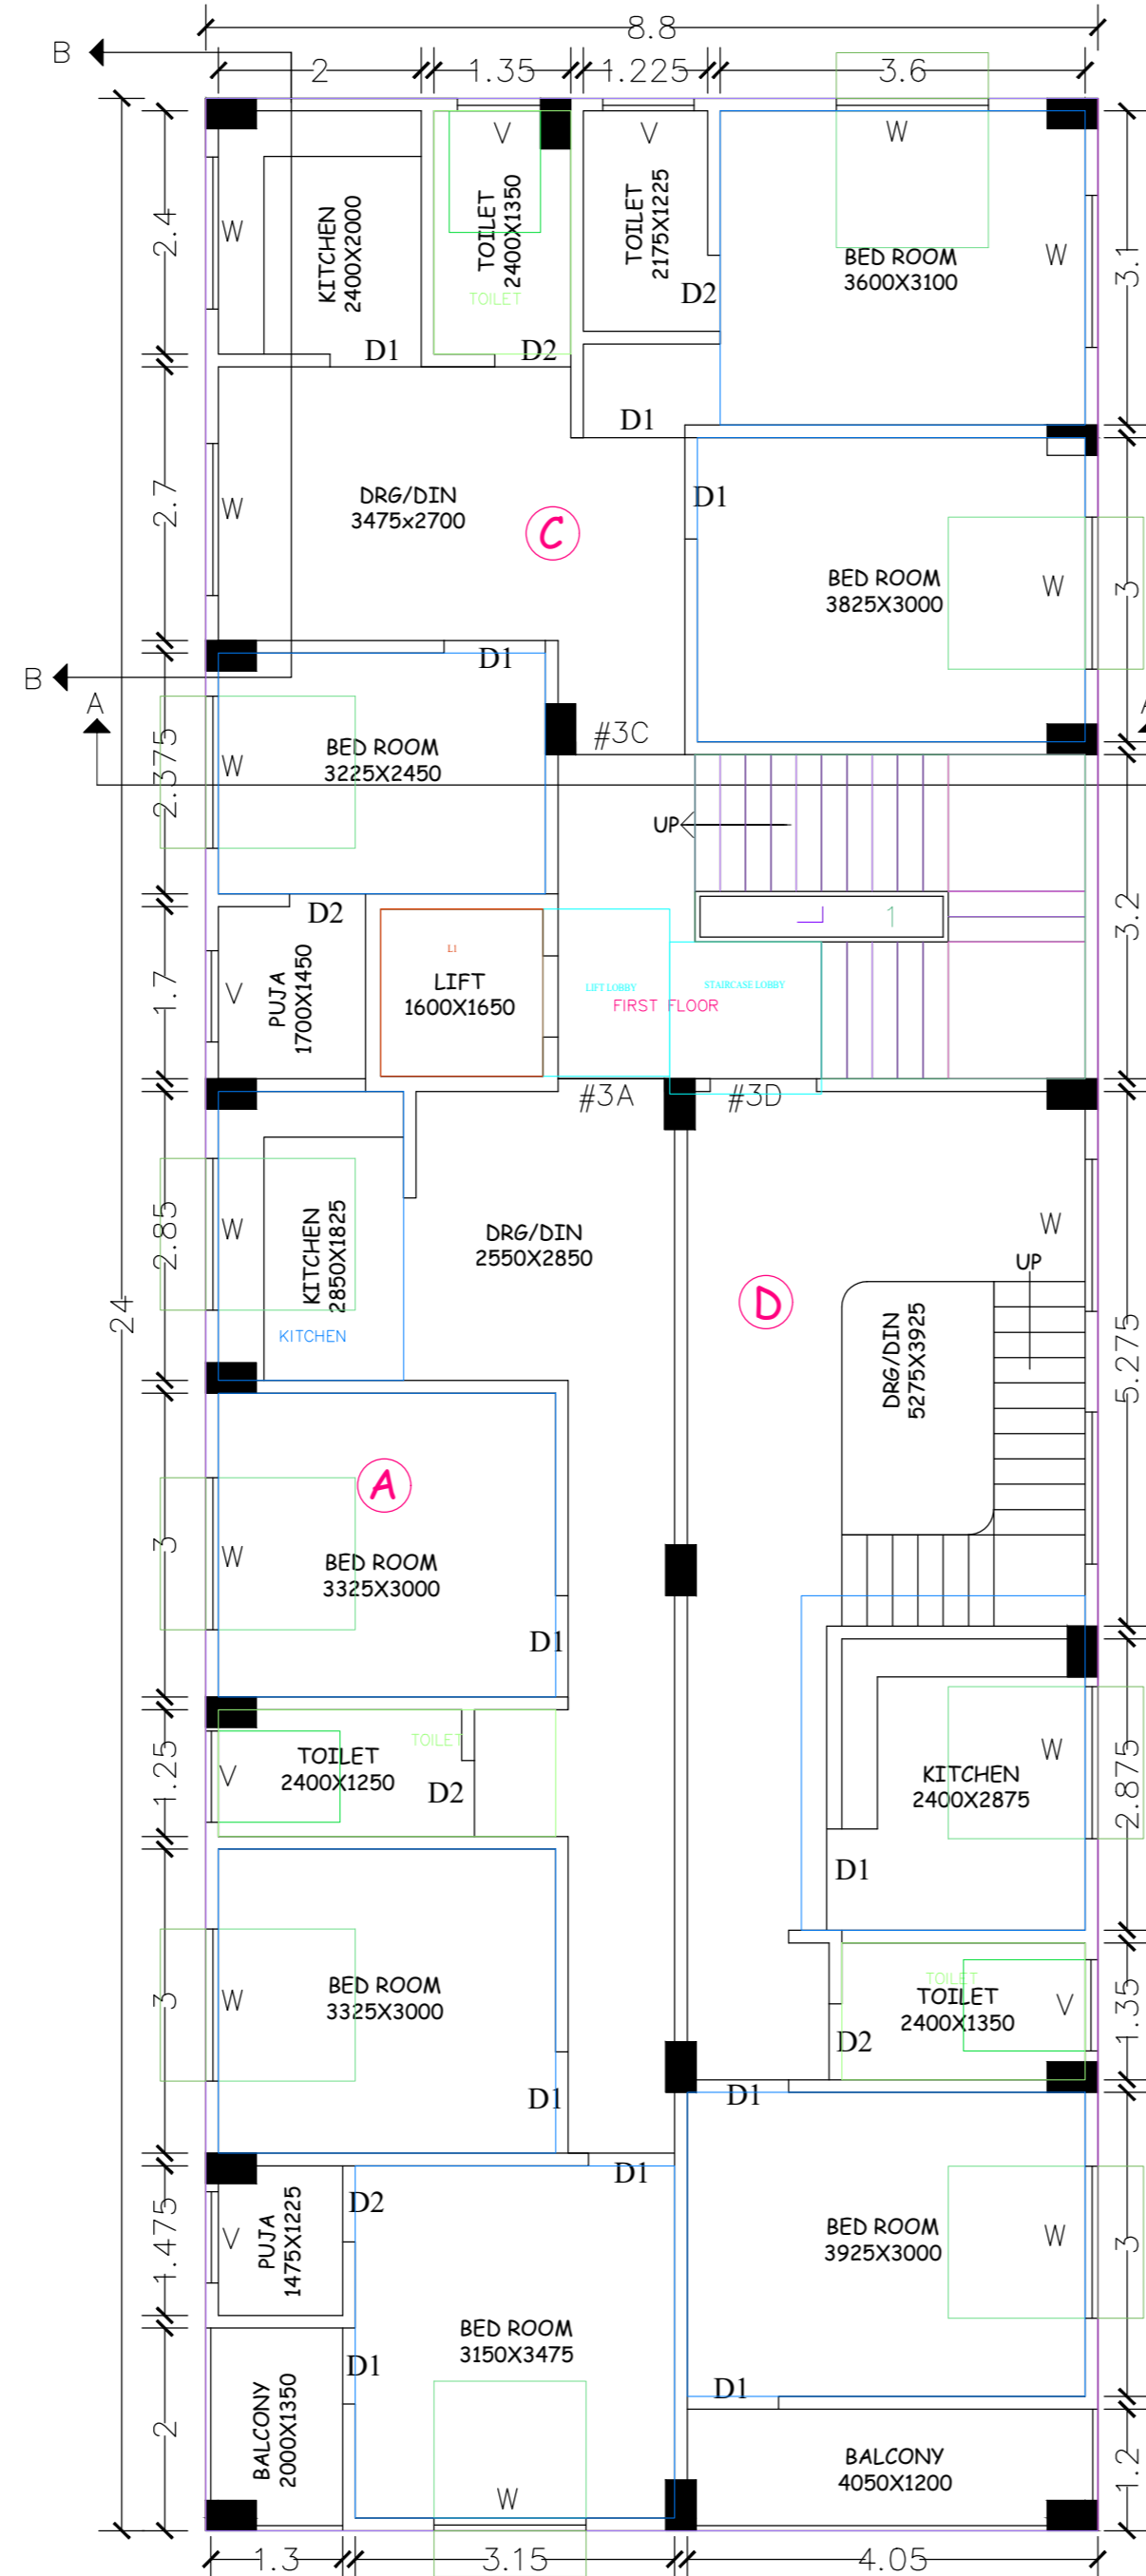 8.8
B
2
1.35
1.225
3.6
V
V
W
2.4
W
KITCHEN
2400X2000
TOILET
2400X1350
TOILET
TOILET
2175X1225
D2
BED ROOM
3600X3100
W
3.1
D1
D2
D1
2.7
W
DRG/DIN
3475x2700
C
D1
BED ROOM
3825X3000
W
3
D1
B
A
A
#3C
2.375
W
BED ROOM
3225X2450
UP
D2
1
3.2
1.7
V
PUJA
1700X1450
L1
LIFT
1600X1650
LIFT LOBBY
STAIRCASE LOBBY
FIRST FLOOR
#3A
#3D
24
2.85
W
KITCHEN
2850X1825
KITCHEN
DRG/DIN
2550X2850
W
UP
D
DRG/DIN
5275X3925
5.275
A
3
W
BED ROOM
3325X3000
D1
1.25
V
TOILET
TOILET
2400X1250
D2
W
KITCHEN
2400X2875
2.875
D1
3
W
BED ROOM
3325X3000
D1
TOILET
TOILET
2400X1350
V
1.35
D2
D1
D1
1.475
V
PUJA
1475X1225
D2
BED ROOM
3925X3000
W
3
BED ROOM
3150X3475
D1
D1
2
BALCONY
2000X1350
W
BALCONY
4050X1200
1.2
1.3
3.15
4.05